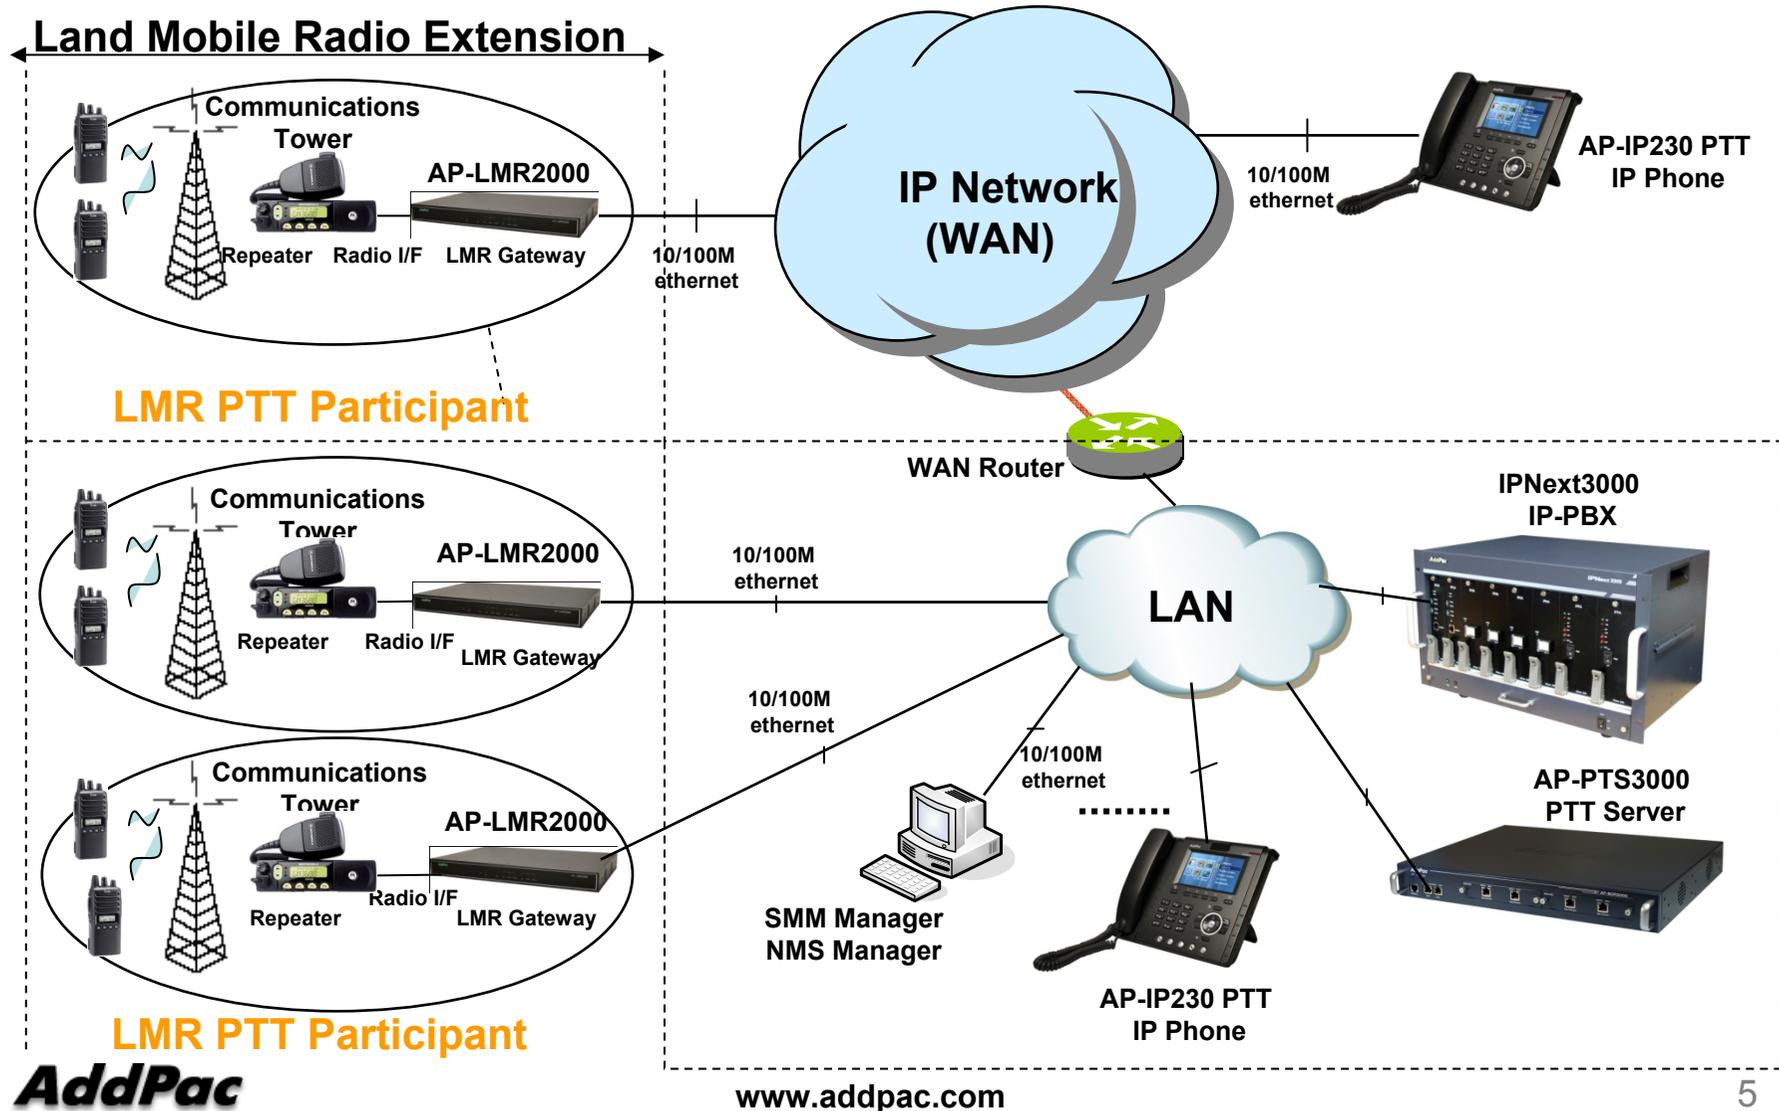 Land Mobile Radio Extension
Communications
Tower
AP-LMR2000
Repeater
Radio I/F
LMR Gateway
10/100M
ethernet
IP Network
(WAN)
10/100M
ethernet
AP-IP230 PTT
IP Phone
LMR PTT Participant
WAN Router
Communications
Tower
AP-LMR2000
Repeater
Radio I/F
LMR Gateway
10/100M
ethernet
LAN
IPNext3000
IP-PBX
AddPac
IPNext 3000
10/100M
ethernet
Communications
Tower
AP-LMR2000
Repeater
Radio I/F
LMR Gateway
10/100M
ethernet
SMM Manager
NMS Manager
AP-IP230 PTT
IP Phone
AP-PTS3000
PTT Server
AddPac
LMR PTT Participant
AddPac
www.addpac.com
5